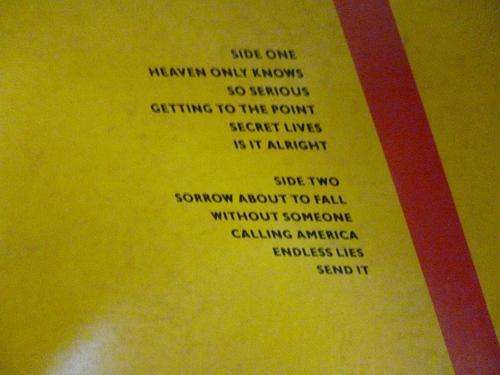 SIDE ONE
HEAVEN ONLY KNOWS
SO SERIOUS
GETTING TO THE POINT
SECRET LIVES
IS IT ALRIGHT
SIDE TWO
SORROW ABOUT TO FALL
WITHOUT SOMEONE
CALLING AMERICA
ENDLESS LIES
SEND IT